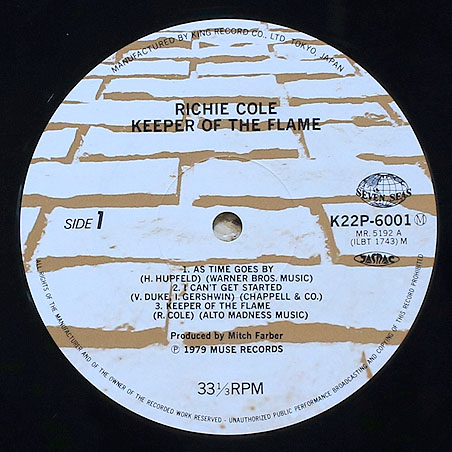 MANUFACTURED BY KING RECORD CO., LTD. TOKYO, JAPAN
RICHIE COLE
KEEPER OF THE FLAME
SEVEN SEAS
SIDE 1
K22P-6001 M
MR. 5192 A
(ILBT 1743) M
JASRAC
1. AS TIME GOES BY
(H. HUPFELD) (WARNER BROS. MUSIC)
2. I CAN'T GET STARTED
(V. DUKE, I. GERSHWIN) (CHAPPELL & CO.)
3. KEEPER OF THE FLAME
(R. COLE) (ALTO MADNESS MUSIC)
Produced by Mitch Farber
℗ 1979 MUSE RECORDS
33 1/3 RPM
ALL RIGHTS OF THE MANUFACTURER AND OF THE OWNER OF THE RECORDED WORK RESERVED - UNAUTHORIZED PUBLIC PERFORMANCE BROADCASTING AND COPYING OF THIS RECORD PROHIBITED